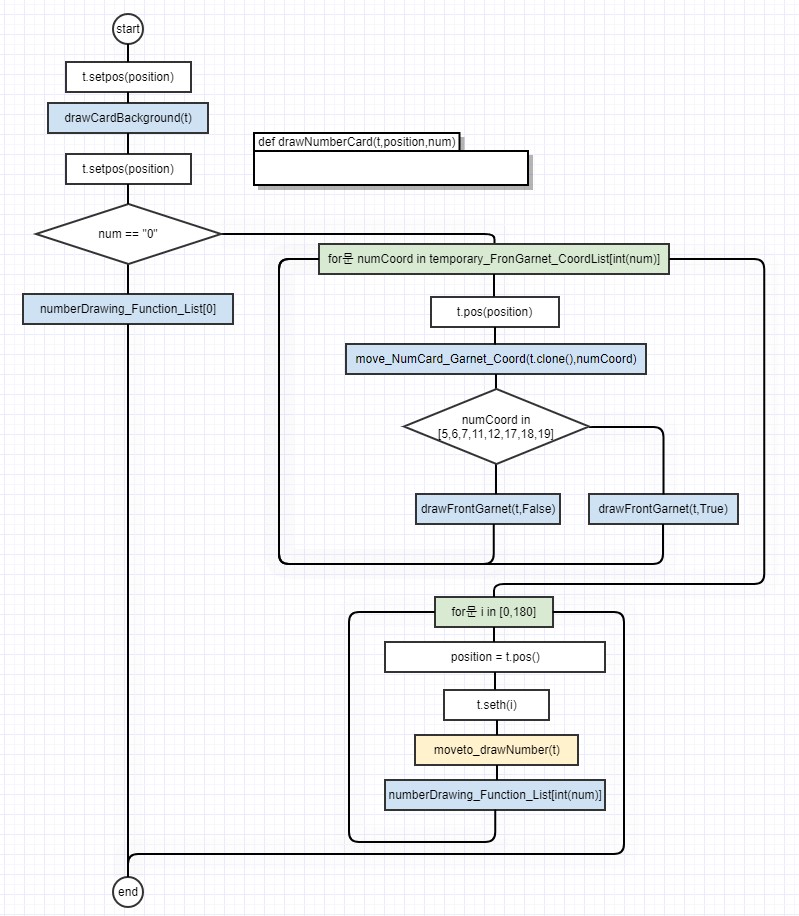 start
t.setpos(position)
drawCardBackground(t)
def drawNumberCard(t,position,num)
t.setpos(position)
num == "0"
for문 numCoord in temporary_FronGarnet_CoordList[int(num)]
numberDrawing_Function_List[0]
t.pos(position)
move_NumCard_Garnet_Coord(t.clone(),numCoord)
numCoord in
[5,6,7,11,12,17,18,19]
drawFrontGarnet(t,False)
drawFrontGarnet(t,True)
for문 i in [0,180]
position = t.pos()
t.seth(i)
moveto_drawNumber(t)
numberDrawing_Function_List[int(num)]
end